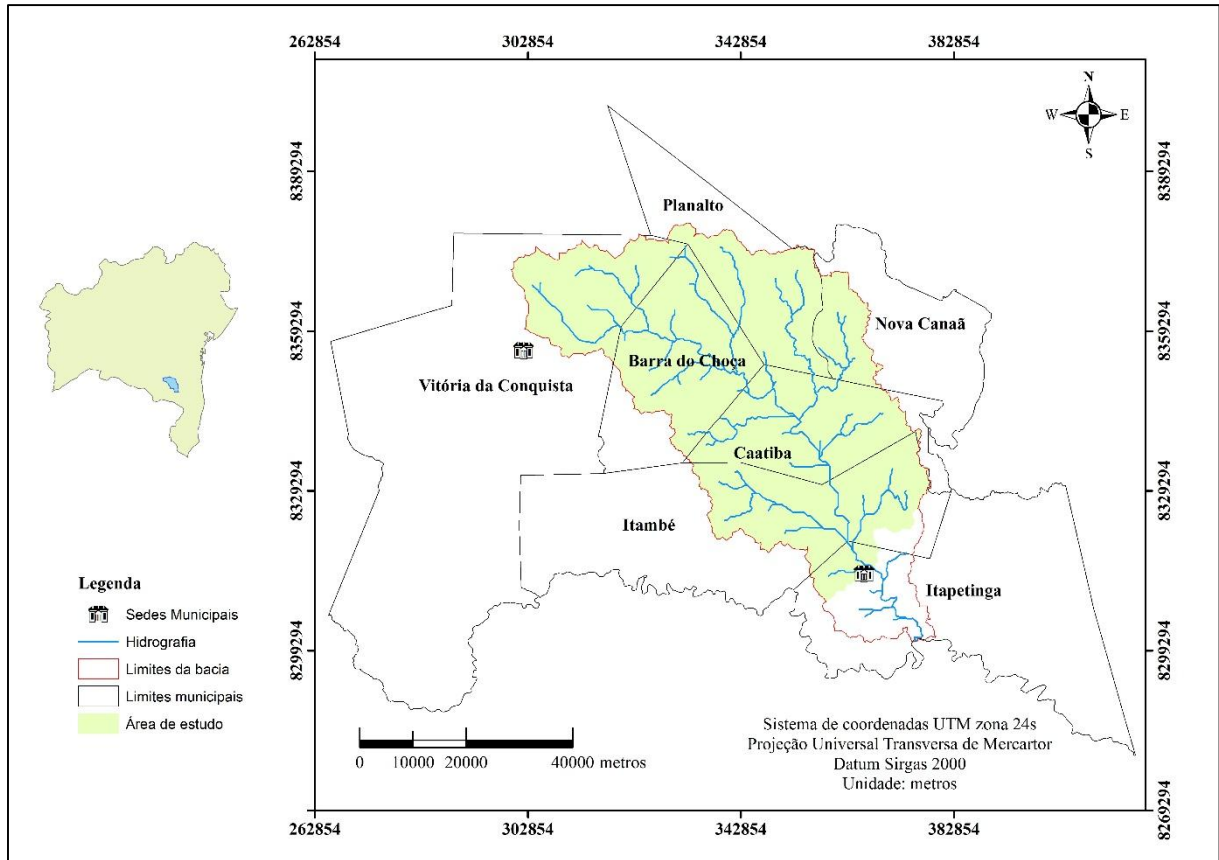 262854
302854
342854
382854
N
W
E
S
8389294
8389294
Planalto
Nova Canaã
8359294
8359294
Barra do Choça
Vitória da Conquista
Caatiba
8329294
8329294
Itambé
Itapetinga
Legenda
Sedes Municipais
Hidrografia
Limites da bacia
Limites municipais
Área de estudo
8299294
8299294
0 10000 20000 40000 metros
Sistema de coordenadas UTM zona 24s
Projeção Universal Transversa de Mercartor
Datum Sirgas 2000
Unidade: metros
8269294
8269294
262854
302854
342854
382854